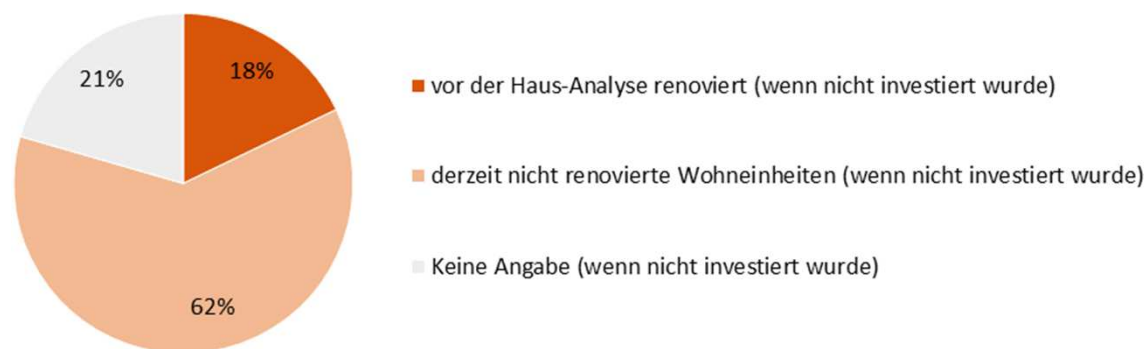 21%
18%
62%
vor der Haus-Analyse renoviert (wenn nicht investiert wurde)
derzeit nicht renovierte Wohneinheiten (wenn nicht investiert wurde)
Keine Angabe (wenn nicht investiert wurde)